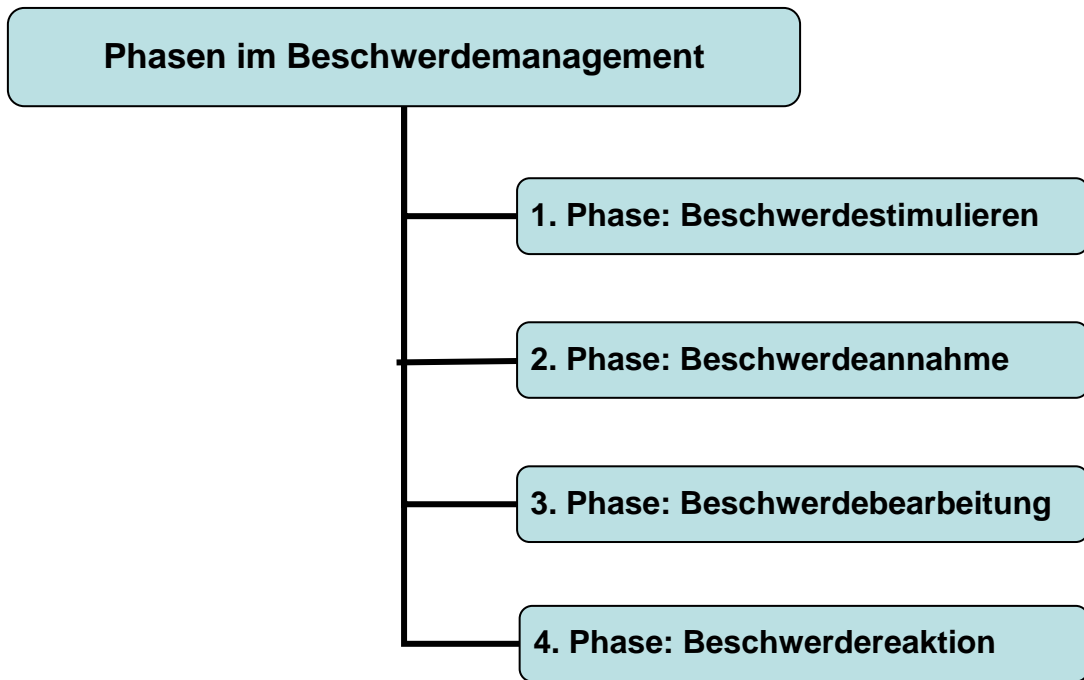 Phasen im Beschwerdemanagement
1. Phase: Beschwerdestimulieren
2. Phase: Beschwerdeannahme
3. Phase: Beschwerdebearbeitung
4. Phase: Beschwerdereaktion